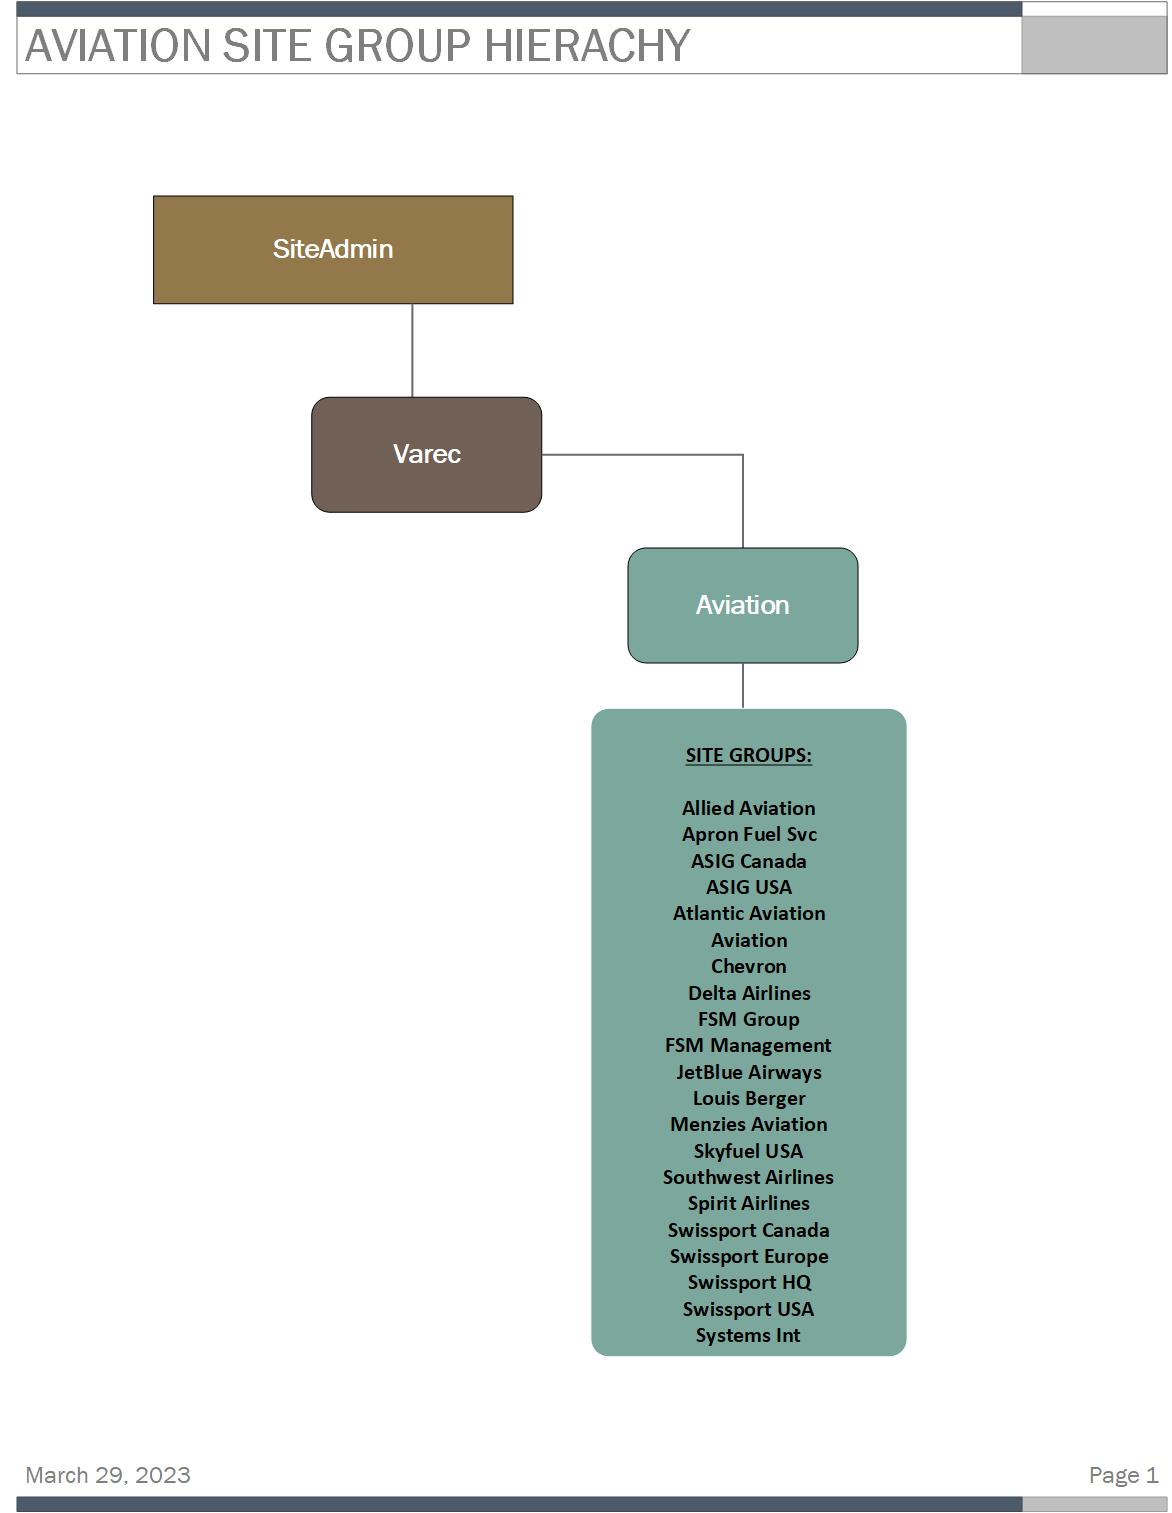 AVIATION SITE GROUP HIERACHY
SiteAdmin
Varec
Aviation
SITE GROUPS:
Allied Aviation
Apron Fuel Svc
ASIG Canada
ASIG USA
Atlantic Aviation
Aviation
Chevron
Delta Airlines
FSM Group
FSM Management
JetBlue Airways
Louis Berger
Menzies Aviation
Skyfuel USA
Southwest Airlines
Spirit Airlines
Swissport Canada
Swissport Europe
Swissport HQ
Swissport USA
Systems Int
March 29, 2023
Page 1